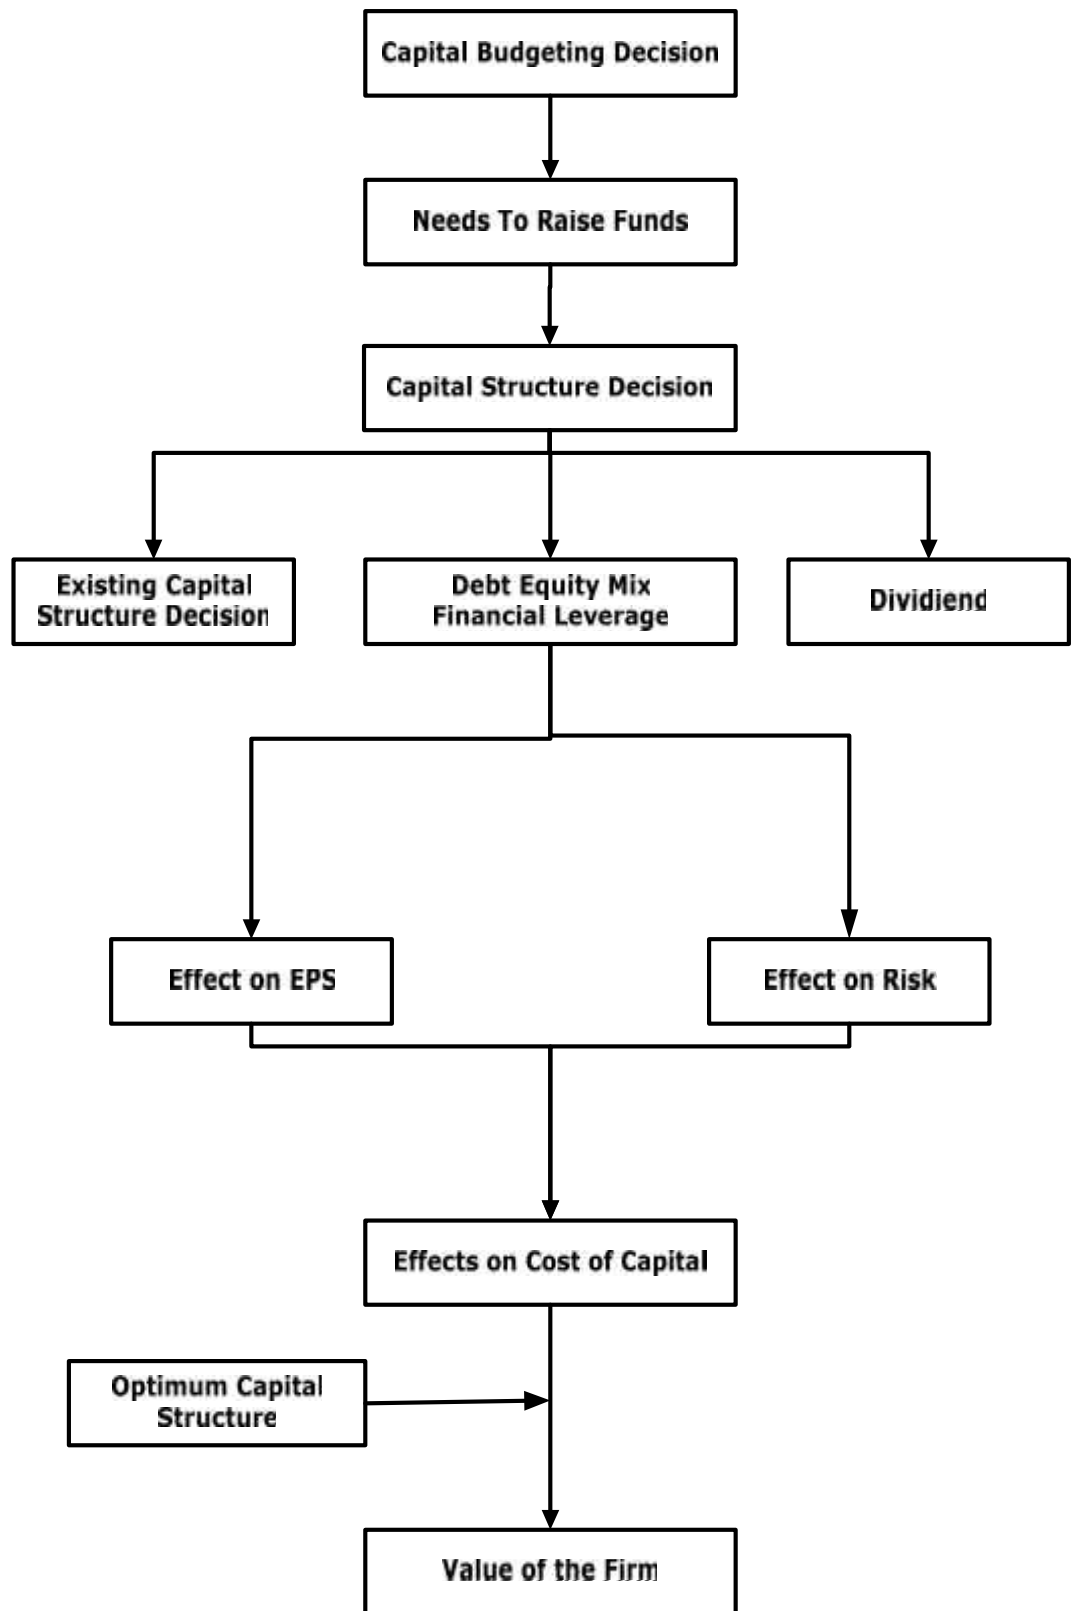 Capital Budgeting Decision
Needs To Raise Funds
Capital Structure Decision
Existing Capital
Structure Decision
Debt Equity Mix
Financial Leverage
Dividiend
Effect on EPS
Effect on Risk
Effects on Cost of Capital
Optimum Capital
Structure
Value of the Firm